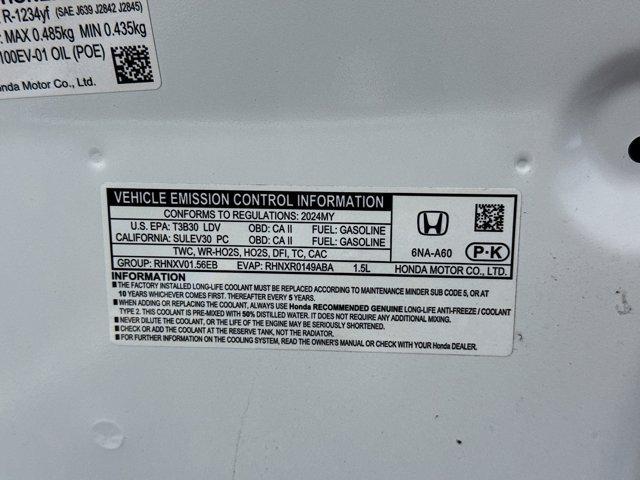 R-1234yf (SAE J639 J2842 J2845)
MAX 0.485kg MIN 0.435kg
100EV-01 OIL (POE)
nda Motor Co., Ltd.
VEHICLE EMISSION CONTROL INFORMATION
CONFORMS TO REGULATIONS: 2024MY
U.S. EPA: T3B30 LDV OBD: CA II FUEL: GASOLINE
CALIFORNIA: SULEV30 PC OBD: CA II FUEL: GASOLINE
TWC, WR-HO2S, HO2S, DFI, TC, CAC
GROUP: RHNXV01.56EB EVAP: RHNXR0149ABA 1.5L
6NA-A60
P-K
HONDA MOTOR CO., LTD.
INFORMATION
■THE FACTORY INSTALLED LONG-LIFE COOLANT MUST BE REPLACED ACCORDING TO MAINTENANCE MINDER SUB CODE 5, OR AT
10 YEARS WHICHEVER COMES FIRST. THEREAFTER EVERY 5 YEARS.
■WHEN ADDING OR REPLACING THE COOLANT, ALWAYS USE Honda RECOMMENDED GENUINE LONG-LIFE ANTI-FREEZE / COOLANT
TYPE 2. THIS COOLANT IS PRE-MIXED WITH 50% DISTILLED WATER. IT DOES NOT REQUIRE ANY ADDITIONAL MIXING.
■NEVER DILUTE THE COOLANT, OR THE LIFE OF THE ENGINE MAY BE SERIOUSLY SHORTENED.
■CHECK OR ADD THE COOLANT AT THE RESERVE TANK, NOT THE RADIATOR.
■FOR FURTHER INFORMATION ON THE COOLING SYSTEM, READ THE OWNER'S MANUAL OR CHECK WITH YOUR Honda DEALER.